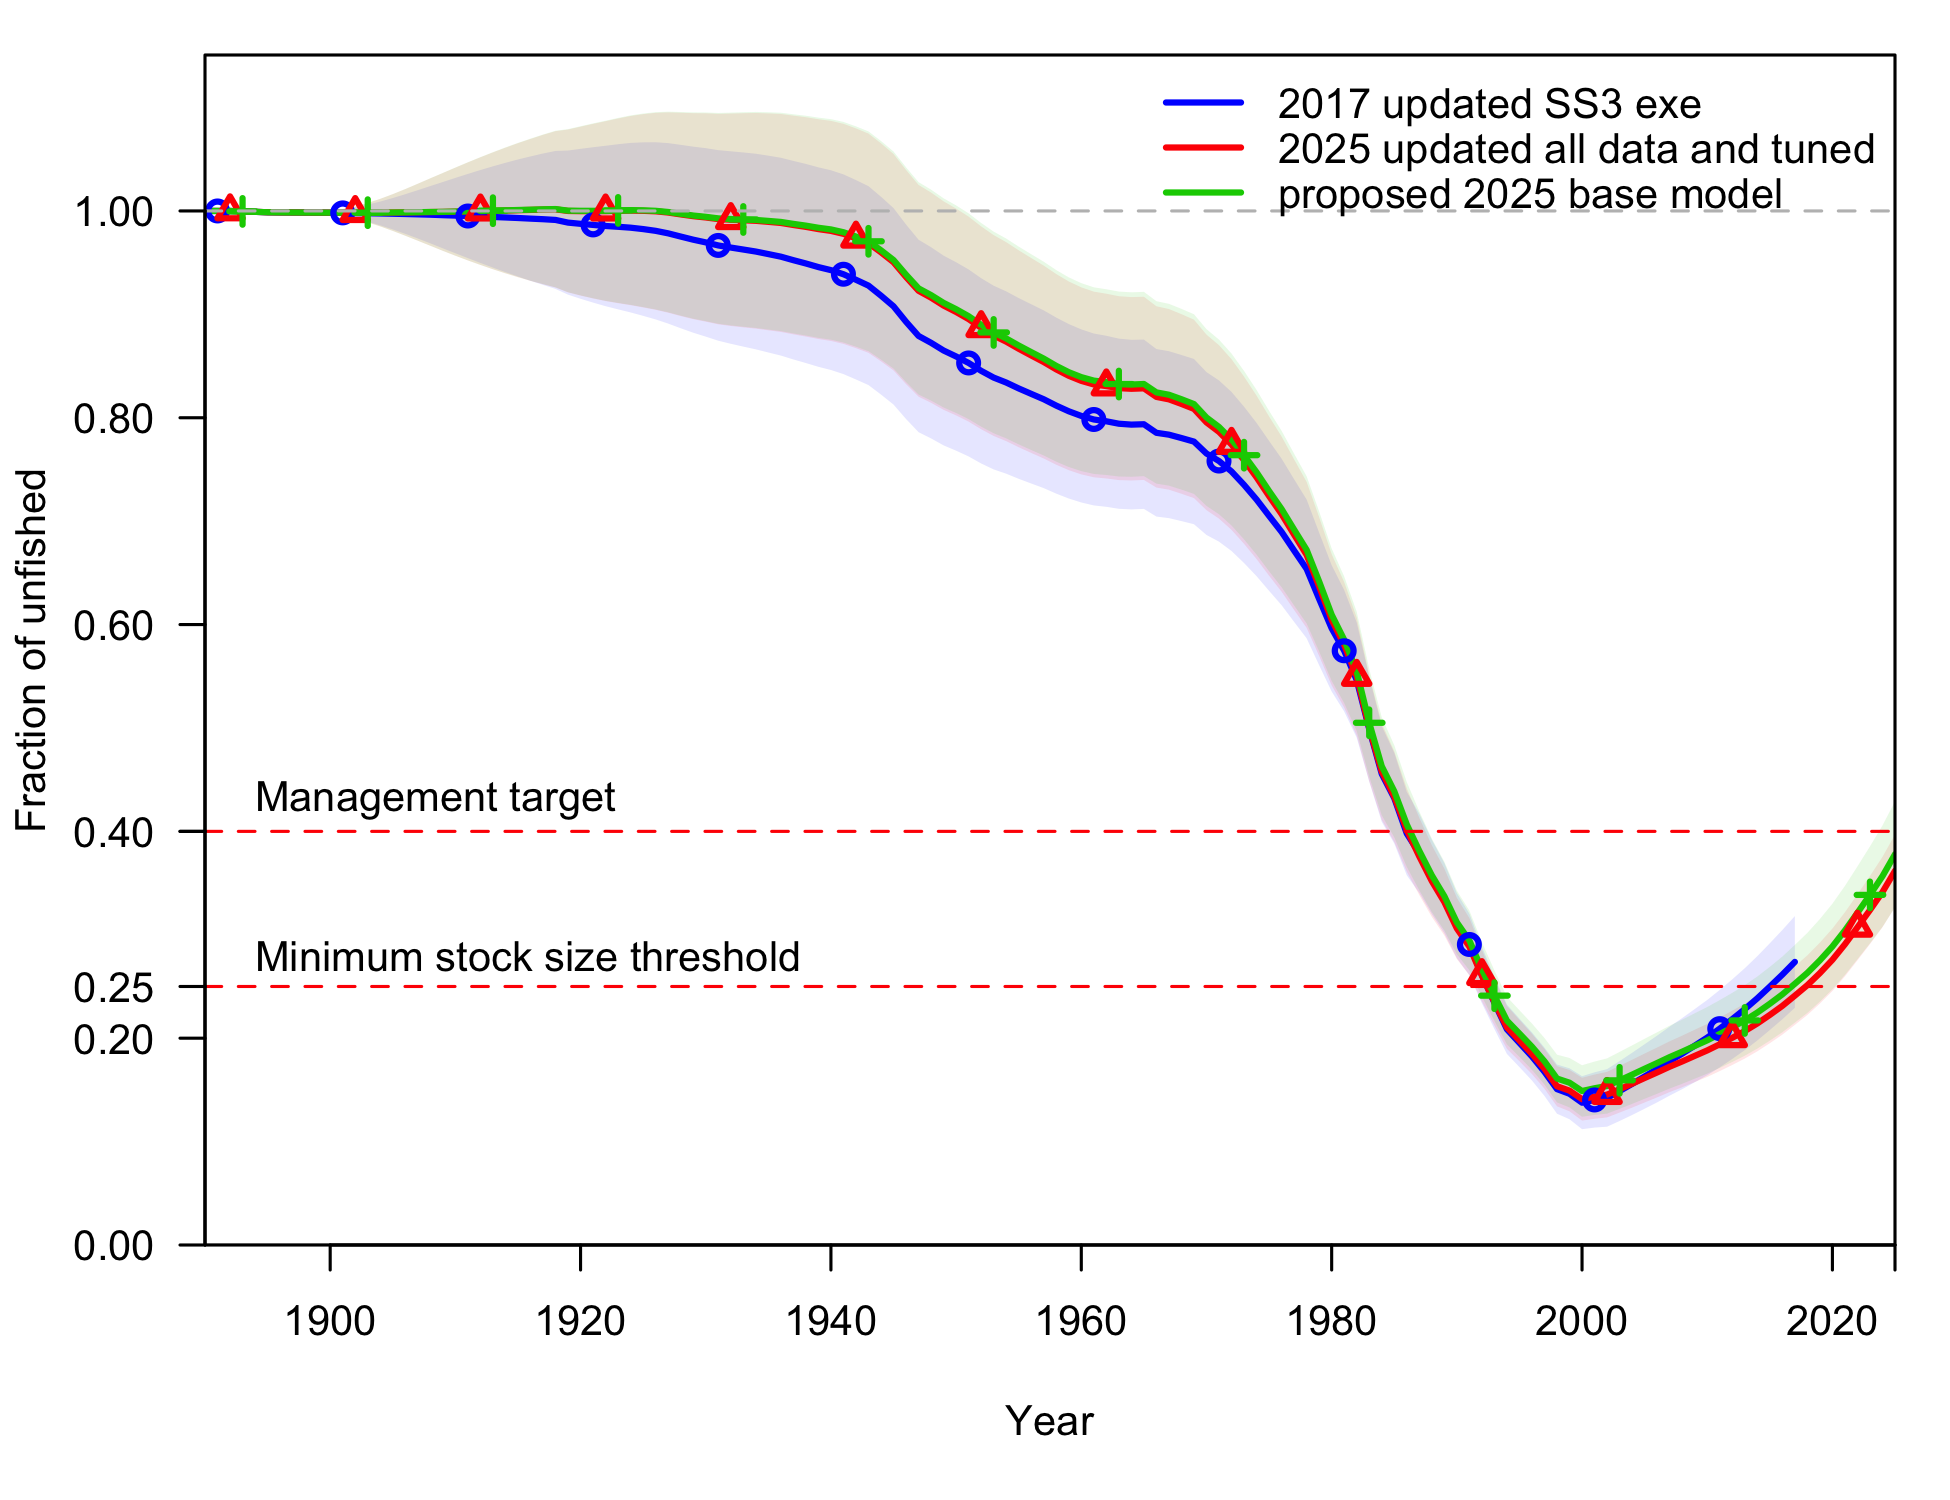 2017 updated SS3 exe
2025 updated all data and tuned
proposed 2025 base model
1.00
0.80
0.60
0.40
0.25
0.20
0.00
Fraction of unfished
Management target
Minimum stock size threshold
1900 1920 1940 1960 1980 2000 2020
Year